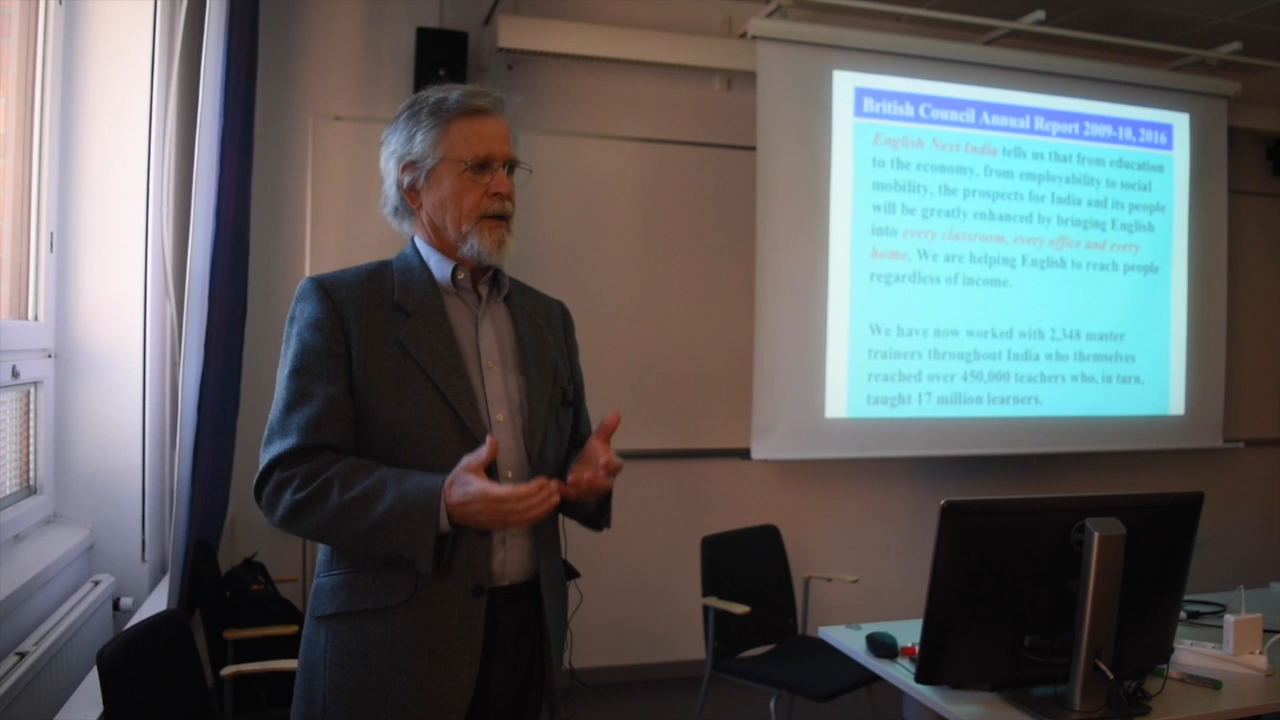 British Council Annual Report 2009-10, 2016
English Next India tells us that from education
to the economy, from employability to social
mobility, the prospects for India and its people
will be greatly enhanced by bringing English
into every classroom, every office and every
home. We are helping English to reach people
regardless of income.
We have now worked with 2,348 master
trainers throughout India who themselves
reached over 450,000 teachers who, in turn,
taught 17 million learners.